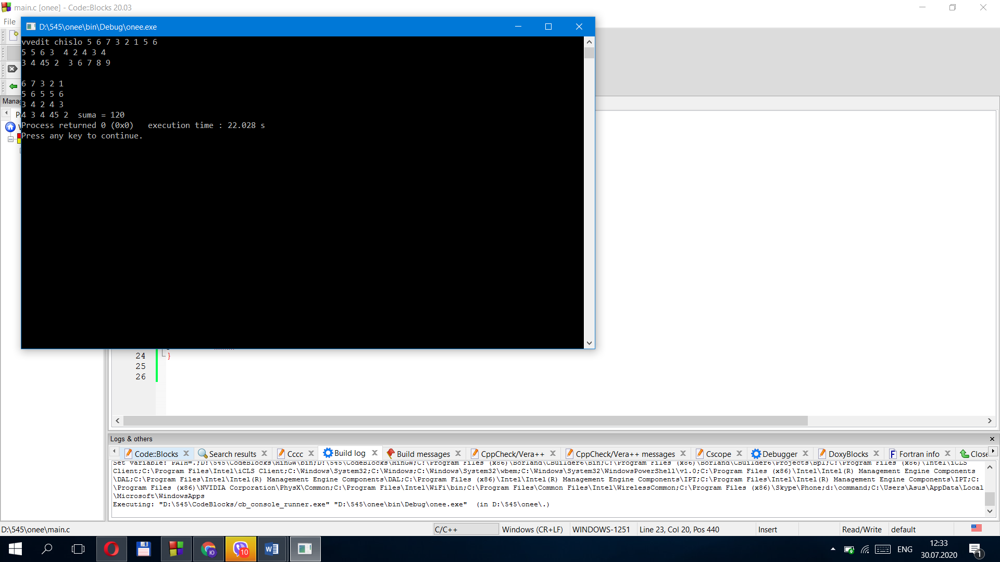 main.c [onee] - Code::Blocks 20.03
File
D:\545\onee\bin\Debug\onee.exe
vvedit chislo 5 6 7 3 2 1 5 6
5 5 6 3  4 2 4 3 4
3 4 45 2  3 6 7 8 9
6 7 3 2 1
5 6 5 5 6
3 4 2 4 3
4 3 4 45 2  suma = 120
Process returned 0 (0x0)   execution time : 22.028 s
Press any key to continue.
24 }
25
26
Logs & others
Code::Blocks Search results Cccc Build log Build messages CppCheck/Vera++ CppCheck/Vera++ messages Cscope Debugger DoxyBlocks Fortran info Close
Set variable: PATH=.;D:\545\CodeBlocks\MinGW\bin;D:\545\CodeBlocks\MinGW;C:\Program Files (x86)\Borland\CBuilder6\Bin;C:\Program Files (x86)\Borland\CBuilder6\Projects\Bpl;C:\Program Files (x86)\Intel\iCLS
Client;C:\Program Files\Intel\iCLS Client;C:\Windows\System32;C:\Windows;C:\Windows\System32\wbem;C:\Windows\System32\WindowsPowerShell\v1.0;C:\Program Files (x86)\Intel\Intel(R) Management Engine Components
\DAL;C:\Program Files\Intel\Intel(R) Management Engine Components\DAL;C:\Program Files (x86)\Intel\Intel(R) Management Engine Components\IPT;C:\Program Files\Intel\Intel(R) Management Engine Components\IPT;C:
\Program Files (x86)\NVIDIA Corporation\PhysX\Common;C:\Program Files\Intel\WiFi\bin;C:\Program Files\Common Files\Intel\WirelessCommon;C:\Program Files (x86)\Skype\Phone;d:\command;C:\Users\Asus\AppData\Local
\Microsoft\WindowsApps
Executing: "D:\545\CodeBlocks/cb_console_runner.exe" "D:\545\onee\bin\Debug\onee.exe"  (in D:\545\onee\.)
D:\545\onee\main.c C/C++ Windows (CR+LF) WINDOWS-1251 Line 23, Col 20, Pos 440 Insert Read/Write default
10 ENG 12:33 1
30.07.2020